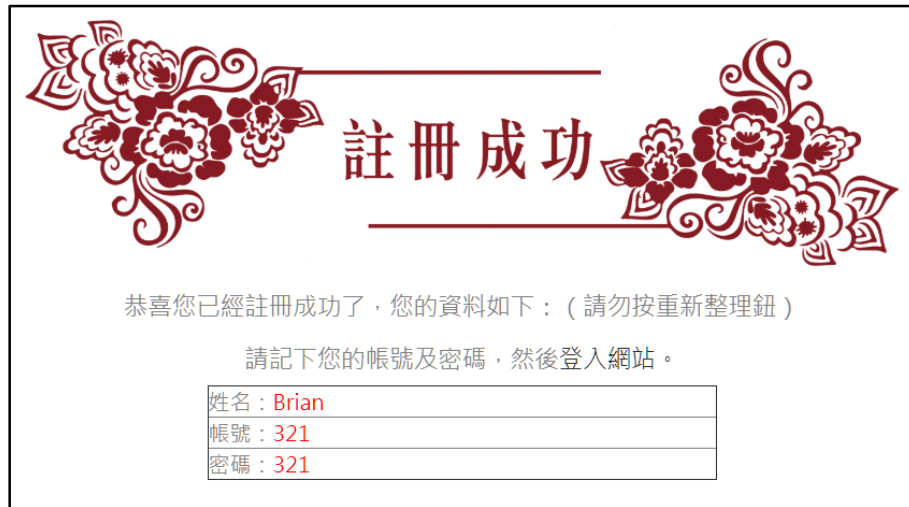 註冊成功
恭喜您已經註冊成功了，您的資料如下：（請勿按重新整理鈕）
請記下您的帳號及密碼，然後登入網站。
姓名：Brian
帳號：321
密碼：321